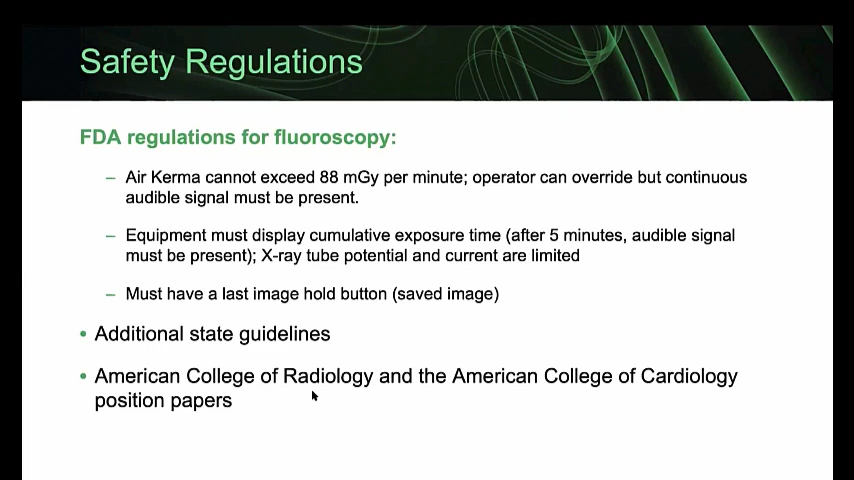 Safety Regulations
FDA regulations for fluoroscopy:
– Air Kerma cannot exceed 88 mGy per minute; operator can override but continuous
audible signal must be present.
– Equipment must display cumulative exposure time (after 5 minutes, audible signal
must be present); X-ray tube potential and current are limited
– Must have a last image hold button (saved image)
• Additional state guidelines
• American College of Radiology and the American College of Cardiology
position papers